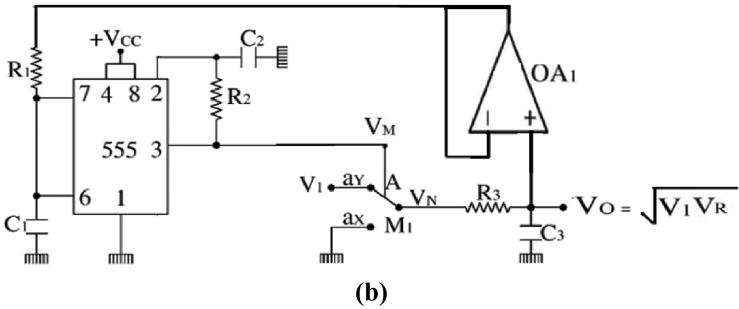 +VCC
C2
R1
7 4 8 2
R2
OA1
555 3
VM
6 1
V1 aY A VN R3
VO = √V1VR
C1
aX M1
C3
(b)